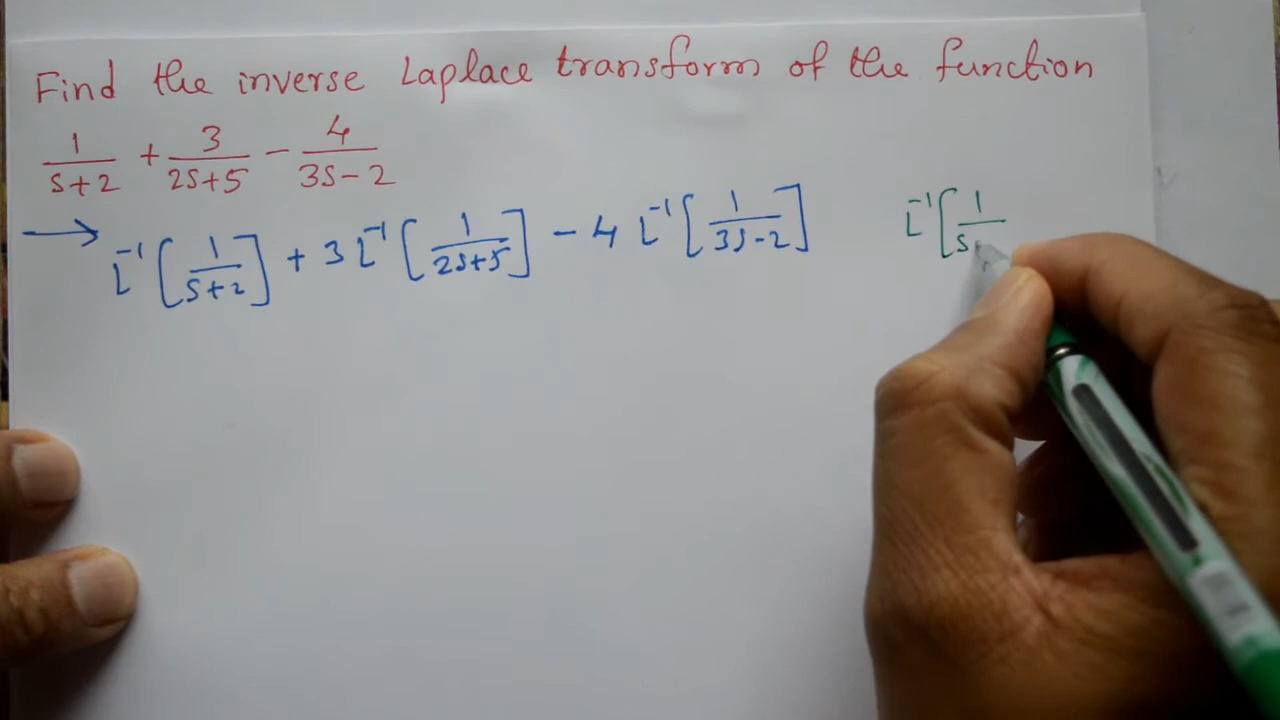 Find the inverse Laplace transform of the function
1/(s+2) + 3/(2s+5) - 4/(3s-2)
→ L⁻¹[1/(s+2)] + 3 L⁻¹[1/(2s+5)] - 4 L⁻¹[1/(3s-2)]
L⁻¹[1/s